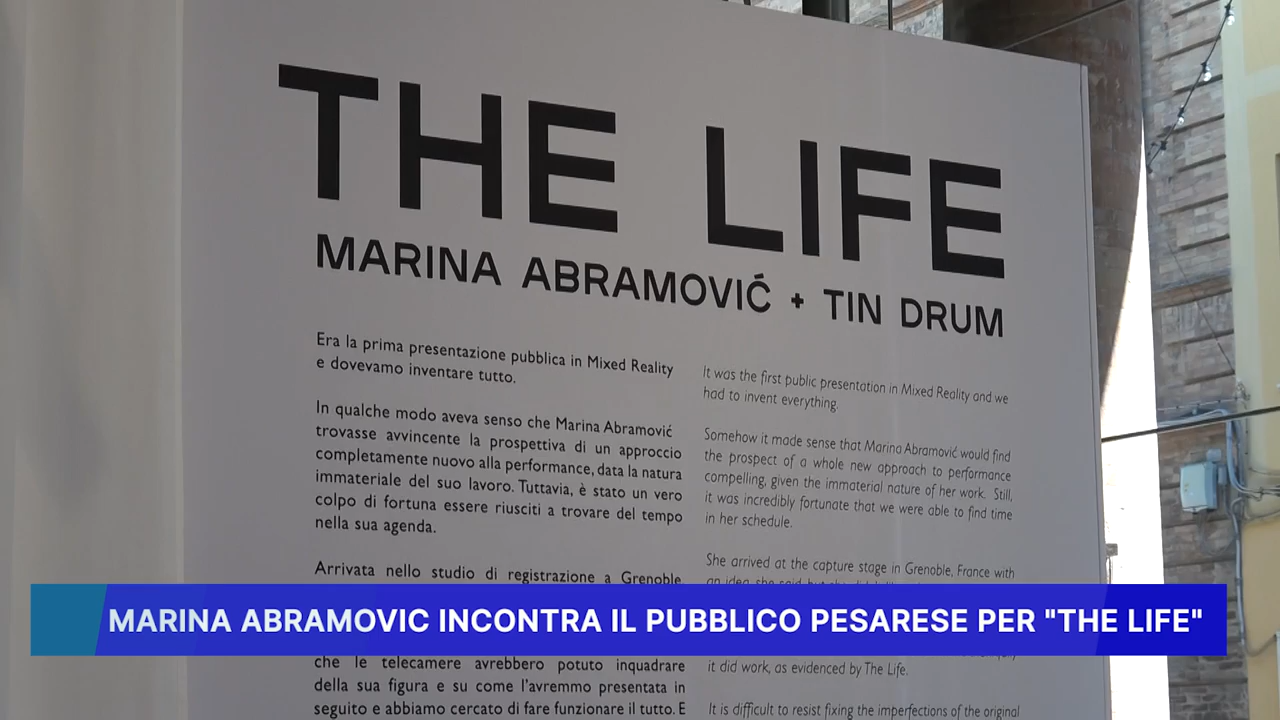 THE LIFE
MARINA ABRAMOVIĆ + TIN DRUM
Era la prima presentazione pubblica in Mixed Reality
e dovevamo inventare tutto.
In qualche modo aveva senso che Marina Abramović
trovasse avvincente la prospettiva di un approccio
completamente nuovo alla performance, data la natura
immateriale del suo lavoro. Tuttavia, è stato un vero
colpo di fortuna essere riusciti a trovare del tempo
nella sua agenda.
Arrivata nello studio di registrazione a Grenoble,
che le telecamere avrebbero potuto inquadrare
della sua figura e su come l'avremmo presentata in
seguito e abbiamo cercato di fare funzionare il tutto. E
It was the first public presentation in Mixed Reality and we
had to invent everything.
Somehow it made sense that Marina Abramović would find
the prospect of a whole new approach to performance
compelling, given the immaterial nature of her work. Still,
it was incredibly fortunate that we were able to find time
in her schedule.
She arrived at the capture stage in Grenoble, France with
an idea, she said, but
it did work, as evidenced by The Life.
It is difficult to resist fixing the imperfections of the original
MARINA ABRAMOVIC INCONTRA IL PUBBLICO PESARESE PER "THE LIFE"